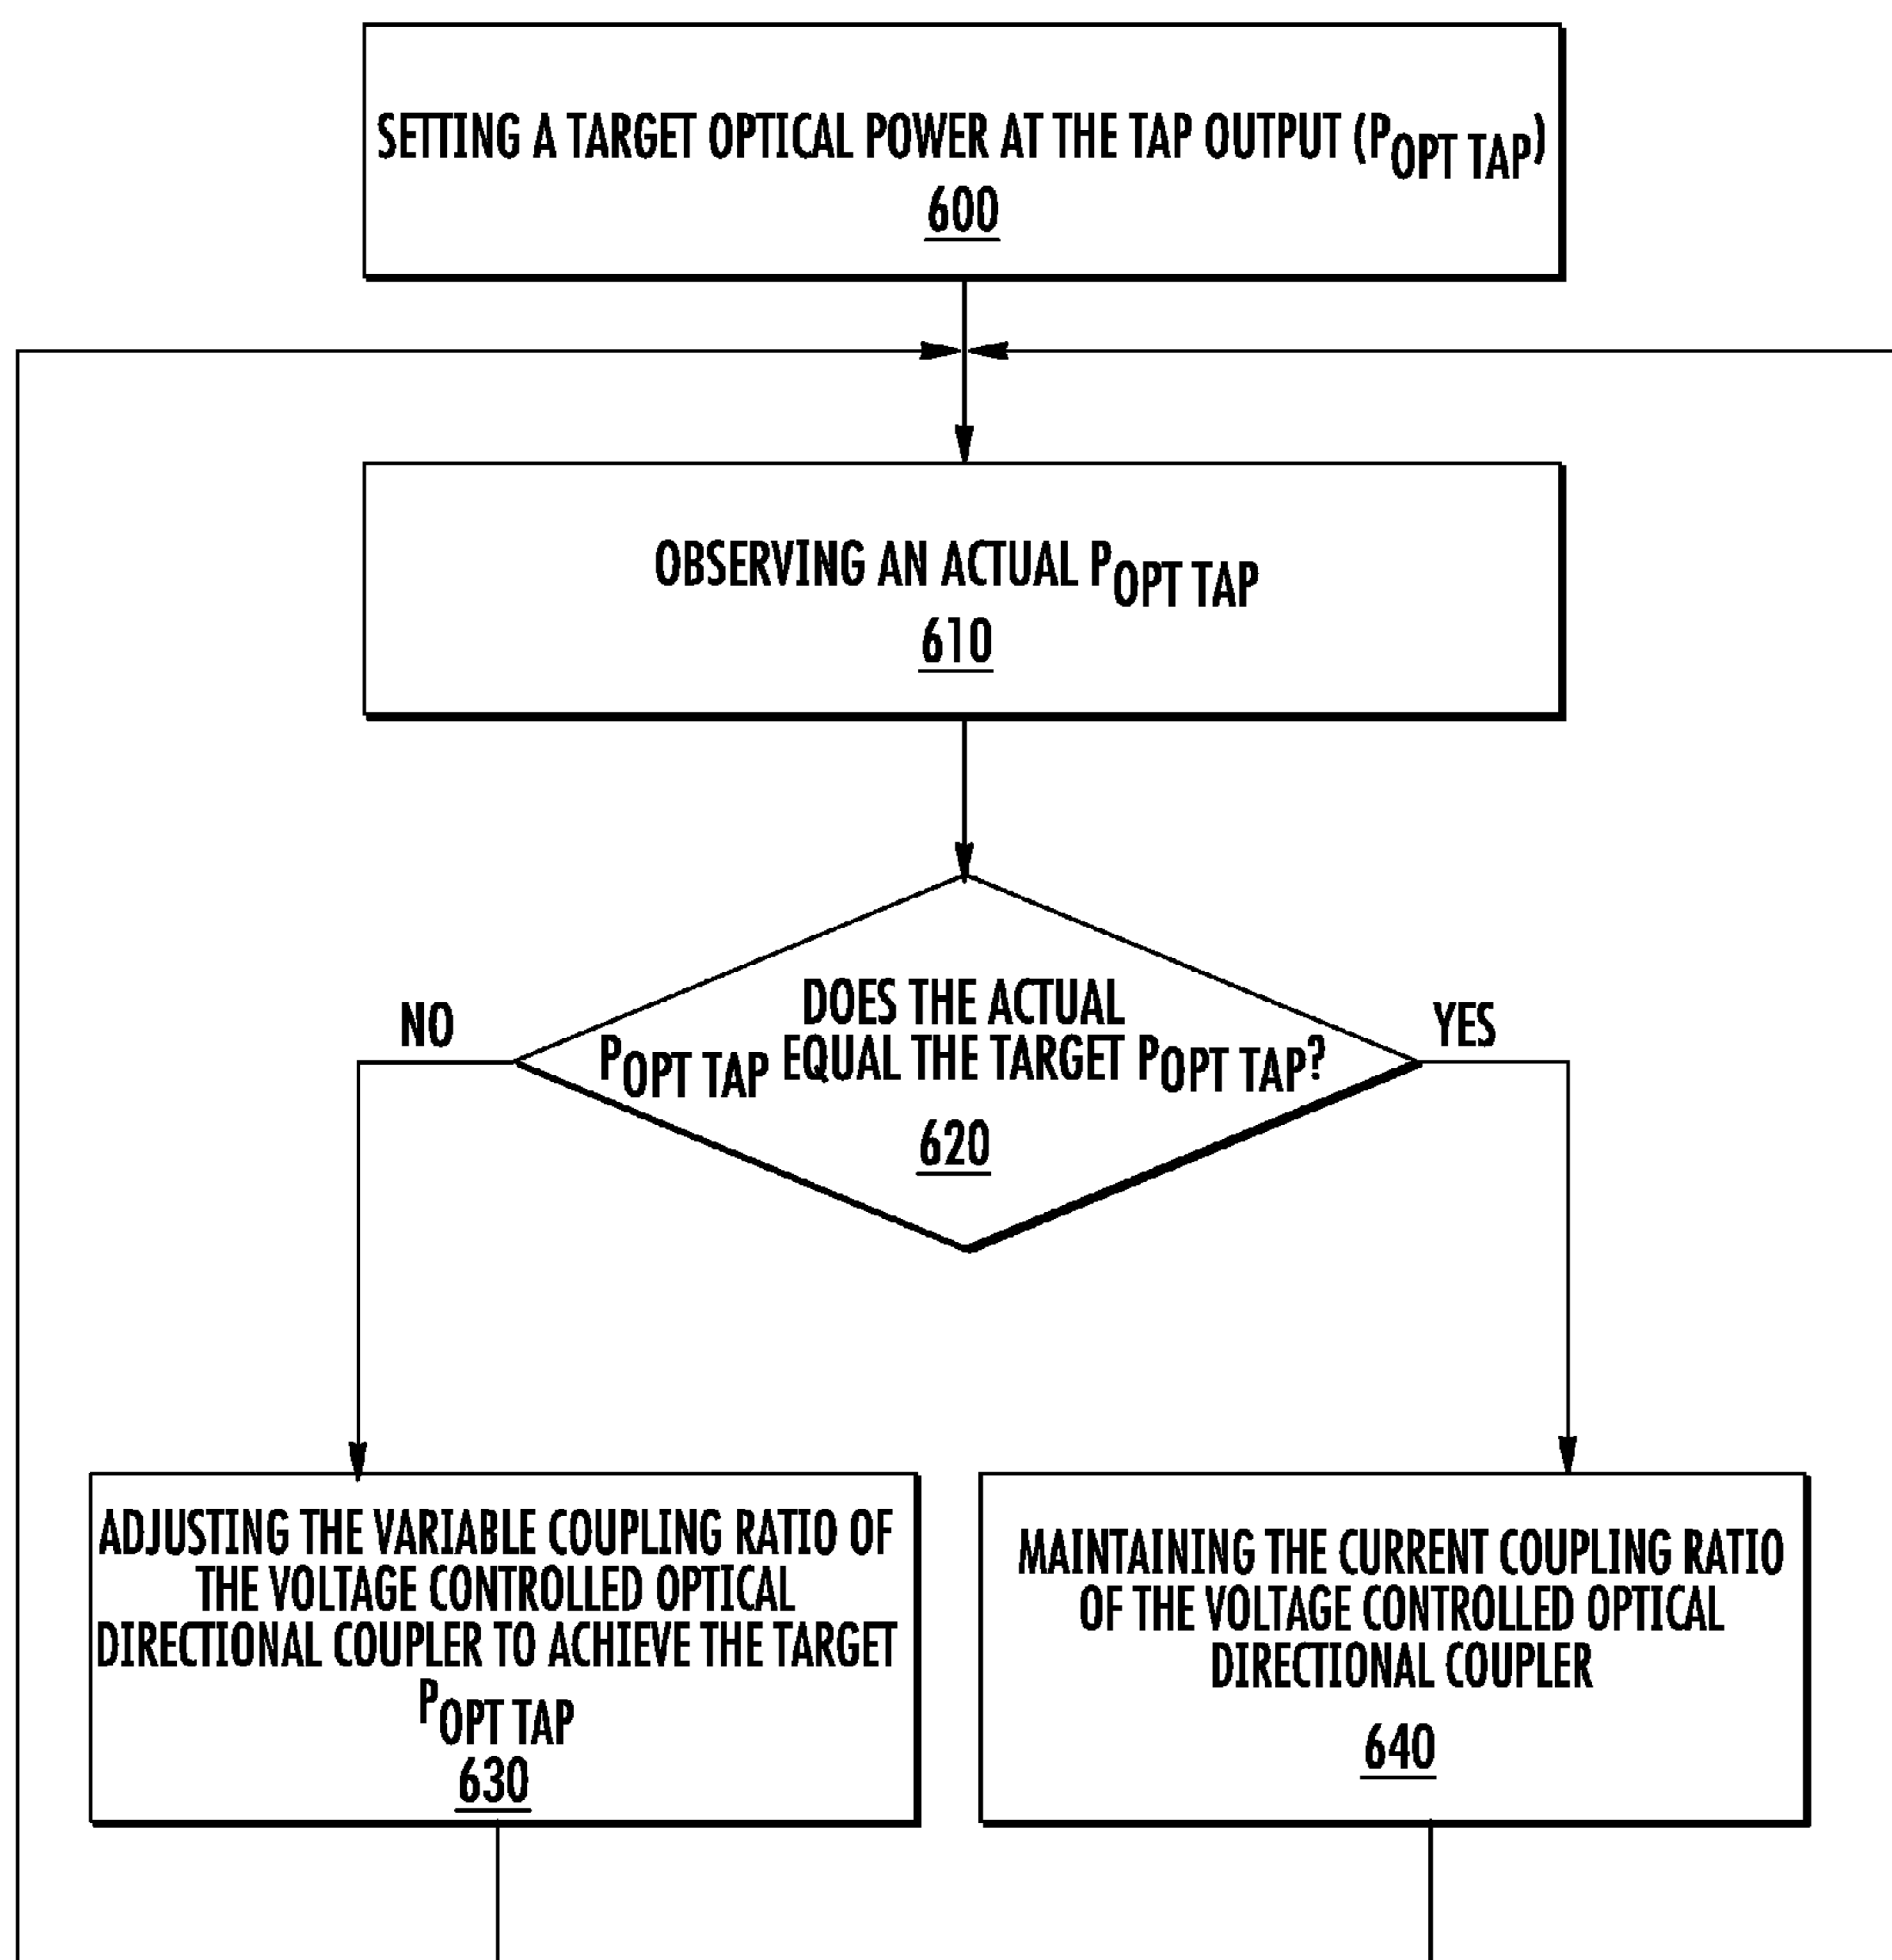 SETTING A TARGET OPTICAL POWER AT THE TAP OUTPUT (POPT TAP)
600
OBSERVING AN ACTUAL POPT TAP
610
DOES THE ACTUAL
POPT TAP EQUAL THE TARGET POPT TAP?
620
NO
YES
ADJUSTING THE VARIABLE COUPLING RATIO OF
THE VOLTAGE CONTROLLED OPTICAL
DIRECTIONAL COUPLER TO ACHIEVE THE TARGET
POPT TAP
630
MAINTAINING THE CURRENT COUPLING RATIO
OF THE VOLTAGE CONTROLLED OPTICAL
DIRECTIONAL COUPLER
640